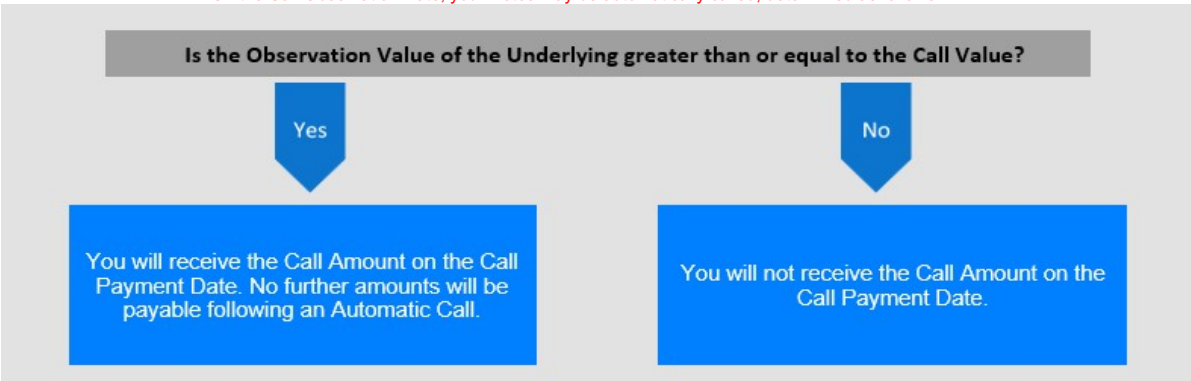 Is the Observation Value of the Underlying greater than or equal to the Call Value?
Yes
No
You will receive the Call Amount on the Call
Payment Date. No further amounts will be
payable following an Automatic Call.
You will not receive the Call Amount on the
Call Payment Date.